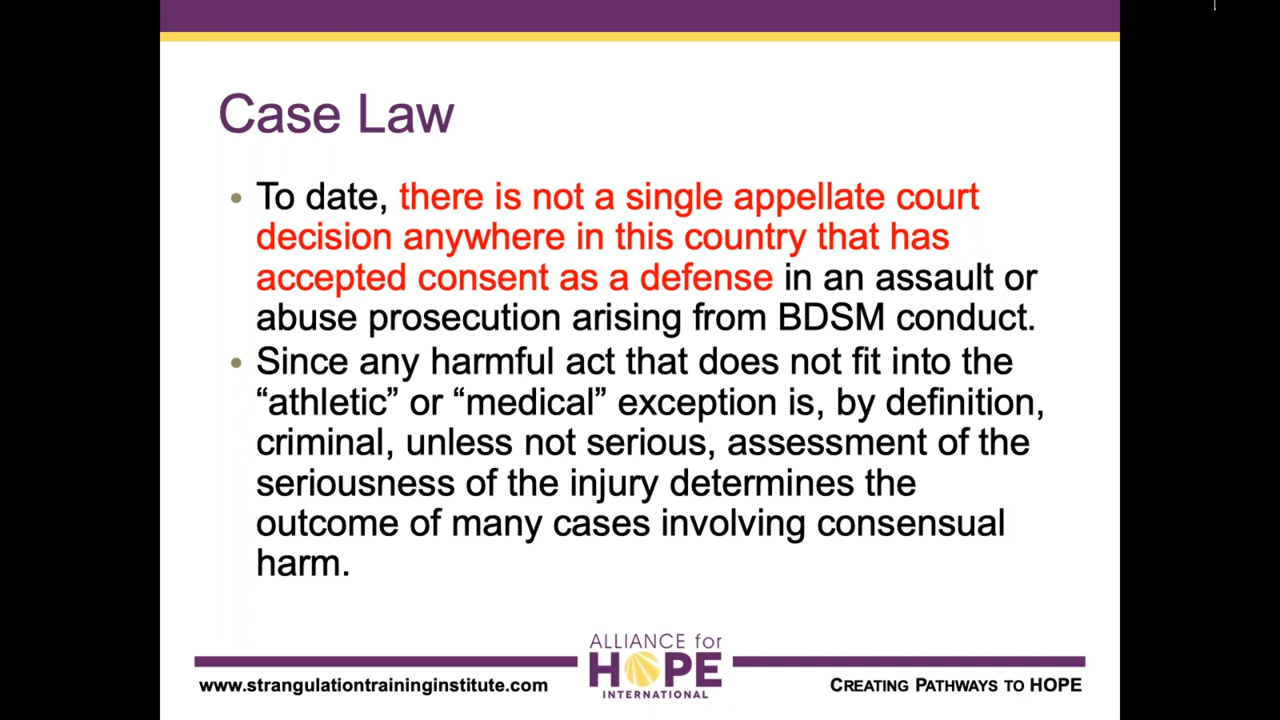 Case Law
• To date, there is not a single appellate court
decision anywhere in this country that has
accepted consent as a defense in an assault or
abuse prosecution arising from BDSM conduct.
• Since any harmful act that does not fit into the
“athletic” or “medical” exception is, by definition,
criminal, unless not serious, assessment of the
seriousness of the injury determines the
outcome of many cases involving consensual
harm.
ALLIANCE for
HOPE
INTERNATIONAL
www.strangulationtraininginstitute.com
CREATING PATHWAYS TO HOPE